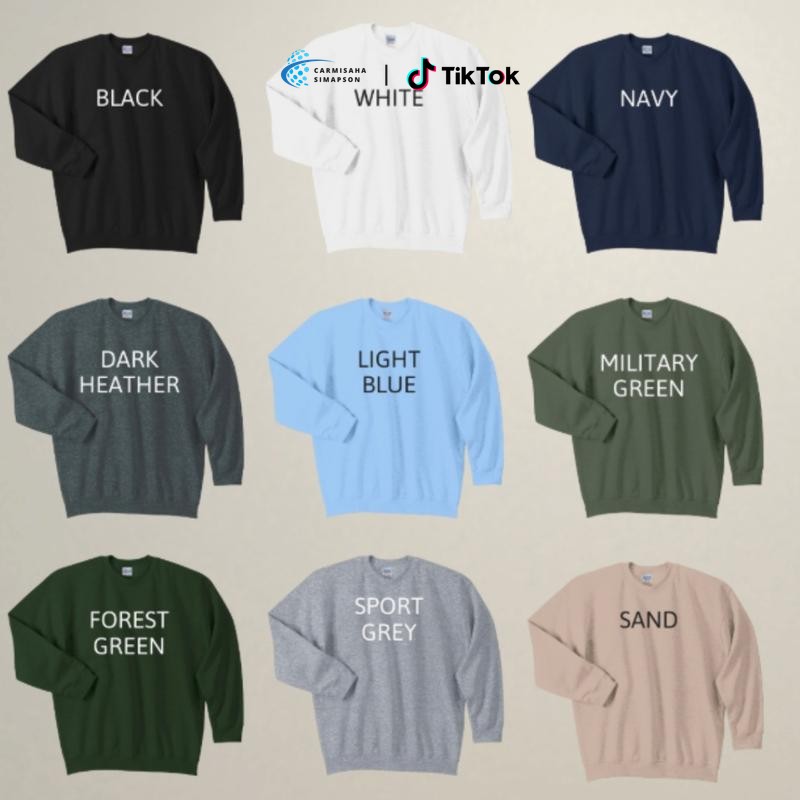 CARMISAHA
SIMAPSON
|
TikTok
BLACK
WHITE
NAVY
DARK
HEATHER
LIGHT
BLUE
MILITARY
GREEN
FOREST
GREEN
SPORT
GREY
SAND